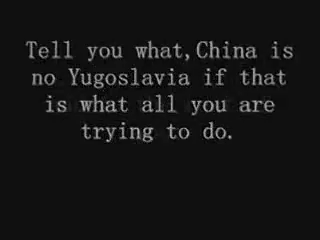 Tell you what,China is
no Yugoslavia if that
is what all you are
trying to do.